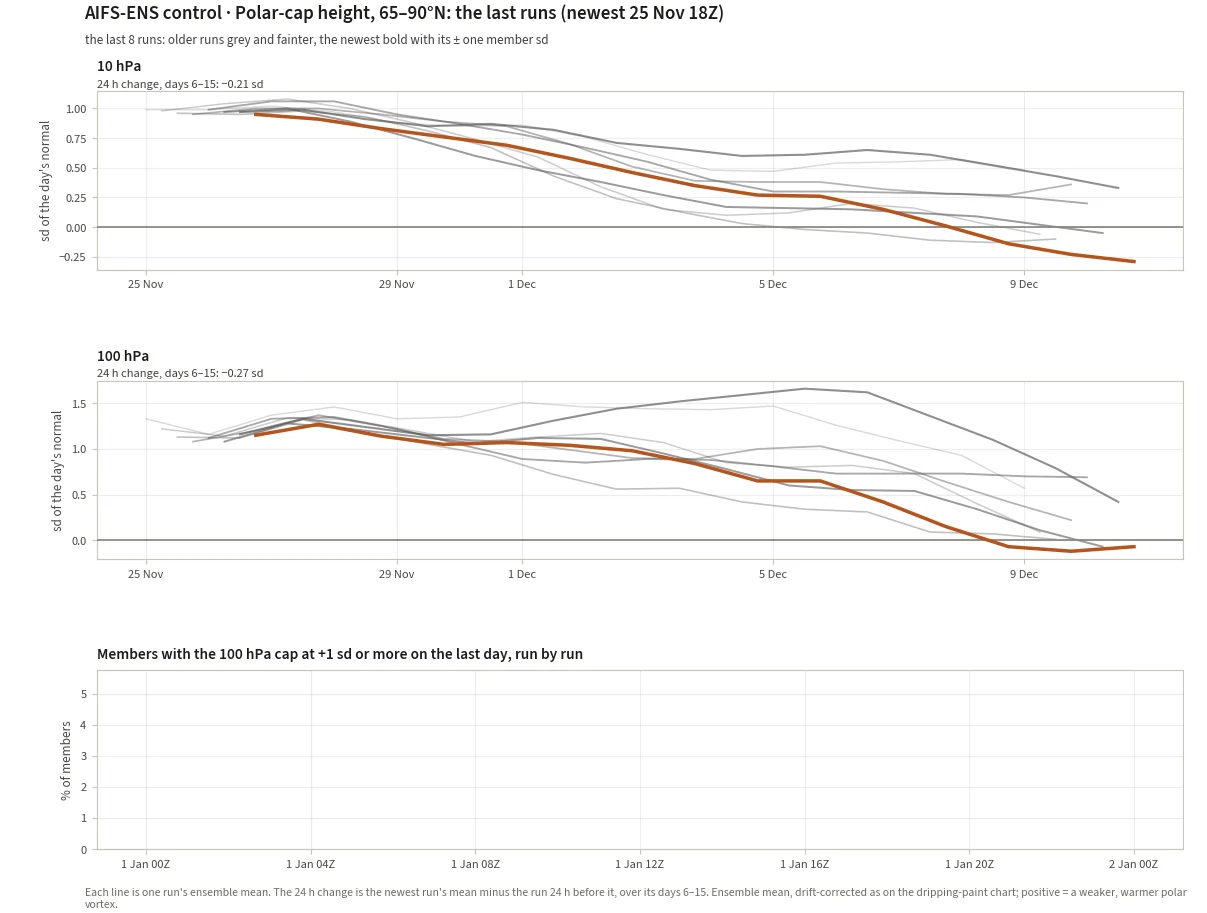 AIFS-ENS control · Polar-cap height, 65–90°N: the last runs (newest 25 Nov 18Z)
the last 8 runs: older runs grey and fainter, the newest bold with its ± one member sd
10 hPa
24 h change, days 6–15: −0.21 sd
sd of the day's normal
1.00
0.75
0.50
0.25
0.00
−0.25
25 Nov
29 Nov
1 Dec
5 Dec
9 Dec
100 hPa
24 h change, days 6–15: −0.27 sd
sd of the day's normal
1.5
1.0
0.5
0.0
25 Nov
29 Nov
1 Dec
5 Dec
9 Dec
Members with the 100 hPa cap at +1 sd or more on the last day, run by run
% of members
5
4
3
2
1
0
1 Jan 00Z
1 Jan 04Z
1 Jan 08Z
1 Jan 12Z
1 Jan 16Z
1 Jan 20Z
2 Jan 00Z
Each line is one run's ensemble mean. The 24 h change is the newest run's mean minus the run 24 h before it, over its days 6–15. Ensemble mean, drift-corrected as on the dripping-paint chart; positive = a weaker, warmer polar
vortex.